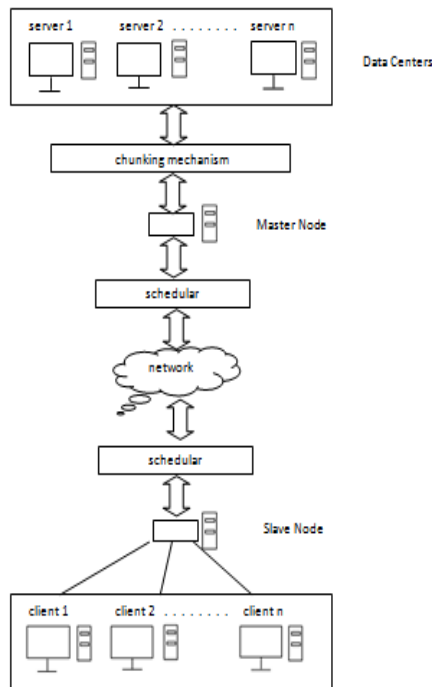 server 1 server 2 . . . . . . . . server n
Data Centers
chunking mechanism
Master Node
schedular
network
schedular
Slave Node
client 1 client 2 . . . . . . . . client n